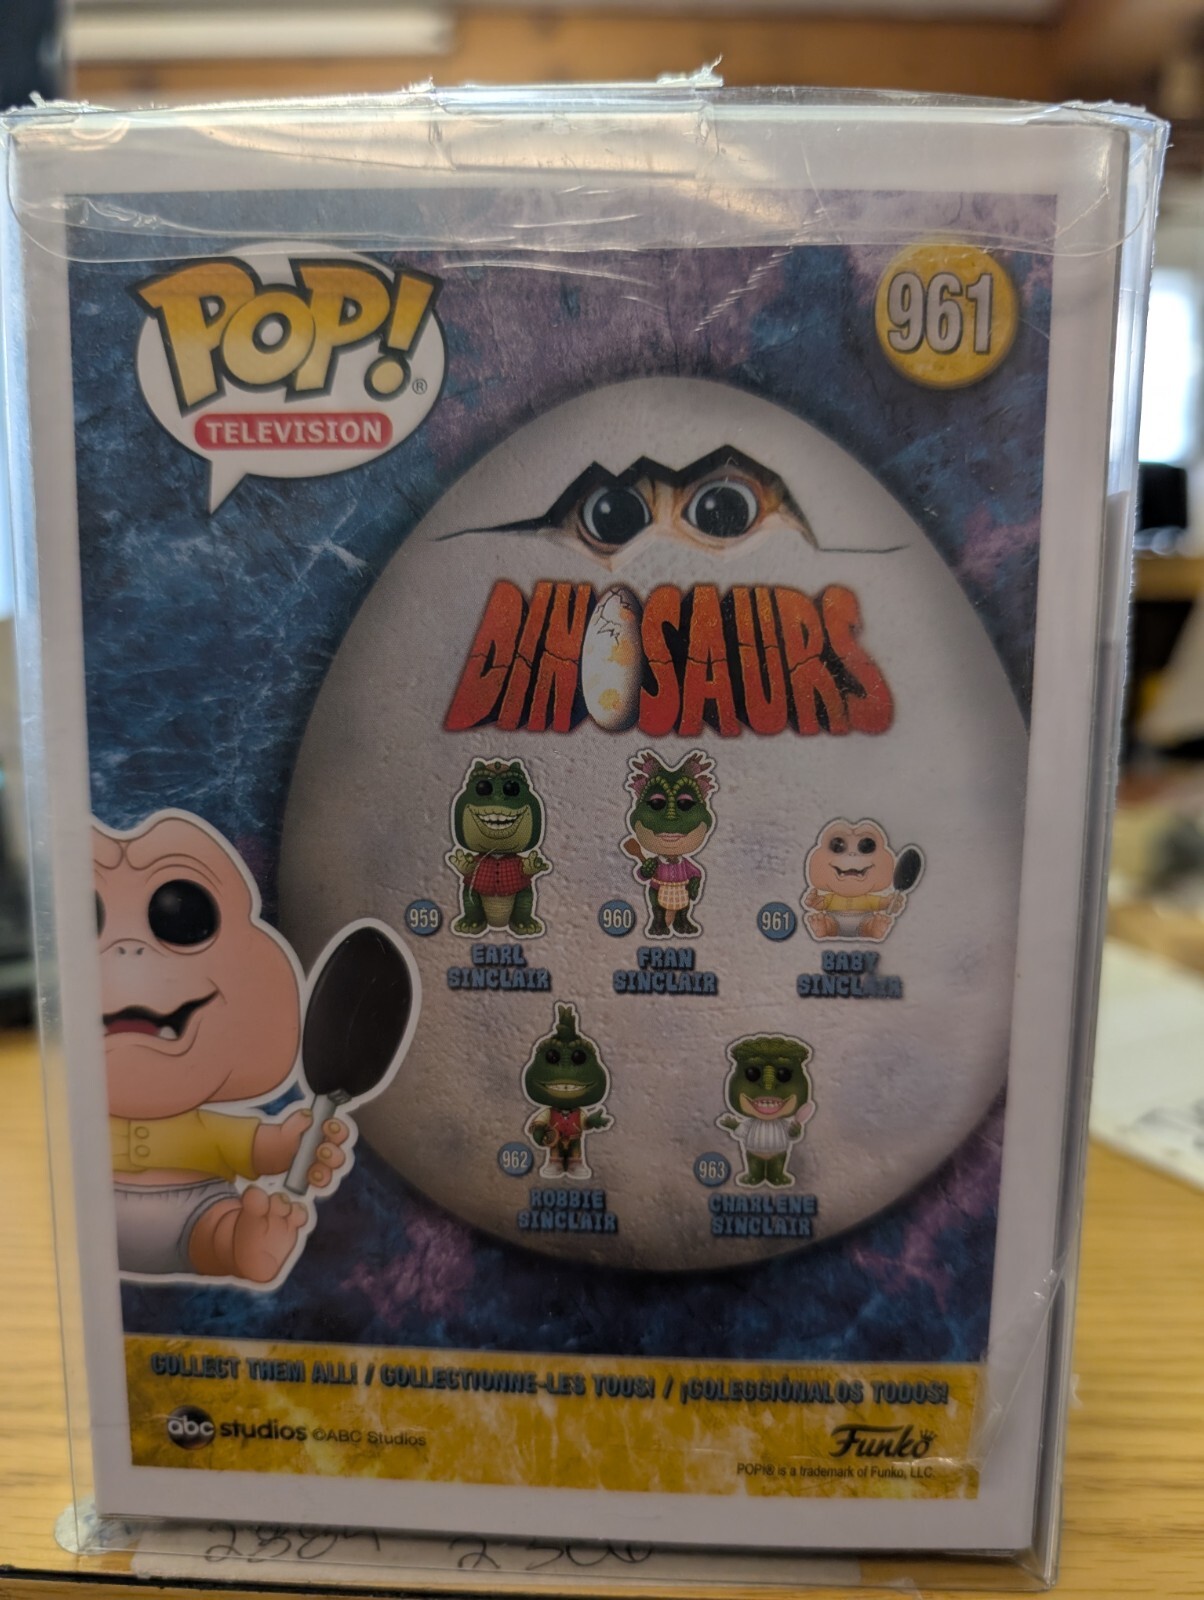 POP!®
TELEVISION
961
DINOSAURS
959
EARL
SINCLAIR
960
FRAN
SINCLAIR
961
BABY
SINCLAIR
962
ROBBIE
SINCLAIR
963
CHARLENE
SINCLAIR
COLLECT THEM ALL! / COLLECTIONNE-LES TOUS! / ¡COLECCIÓNALOS TODOS!
abc studios ©ABC Studios
Funko
POP!® is a trademark of Funko, LLC.